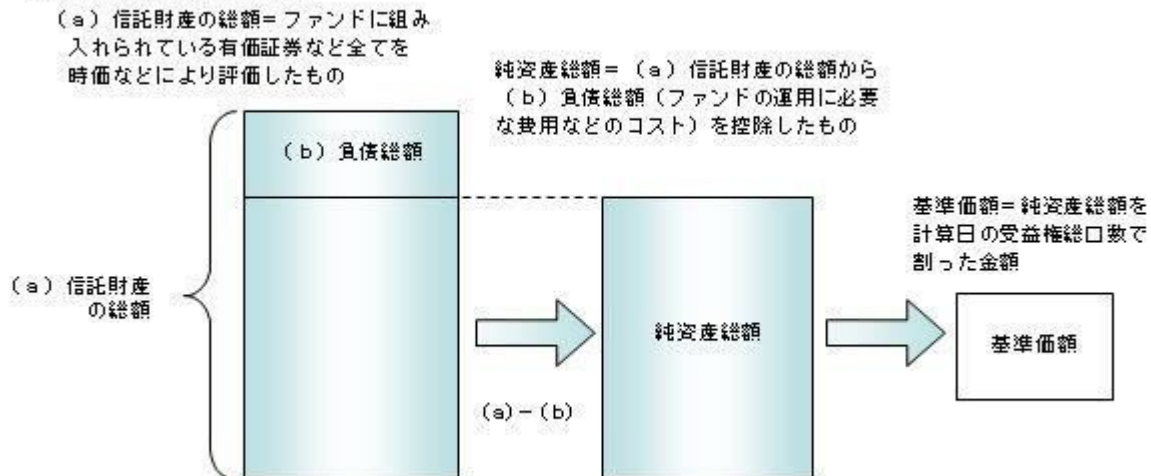 (a)信託財産の総額=ファンドに組み
入れられている有価証券など全てを
時価などにより評価したもの
純資産総額=(a)信託財産の総額から
(b)負債総額(ファンドの運用に必要
な費用などのコスト)を控除したもの
(b)負債総額
基準価額=純資産総額を
計算日の受益権総口数で
割った金額
(a)信託財産
の総額
純資産総額
基準価額
(a)-(b)